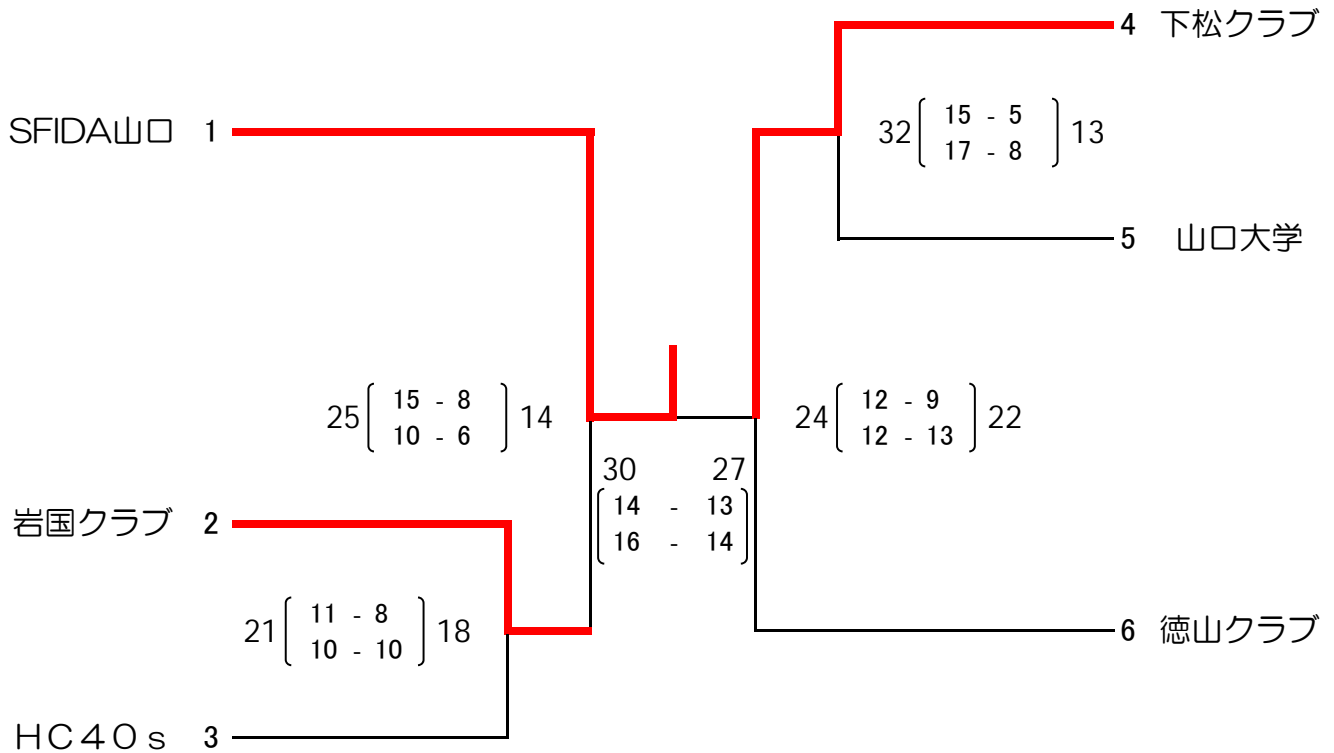 4 下松クラブ
SFIDA山口 1
32 15 - 5 13
17 - 8
5 山口大学
25 15 - 8 14
10 - 6
24 12 - 9 22
12 - 13
30 27
14 - 13
16 - 14
岩国クラブ 2
21 11 - 8 18
10 - 10
6 徳山クラブ
HC40s 3